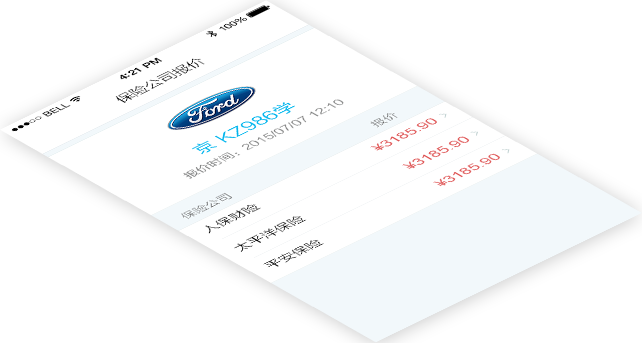 BELL 4:21 PM 100%
保险公司报价
Ford
京 KZ986学
报价时间：2015/07/07 12:10
保险公司 报价
人保财险 ¥3185.90
太平洋保险 ¥3185.90
平安保险 ¥3185.90